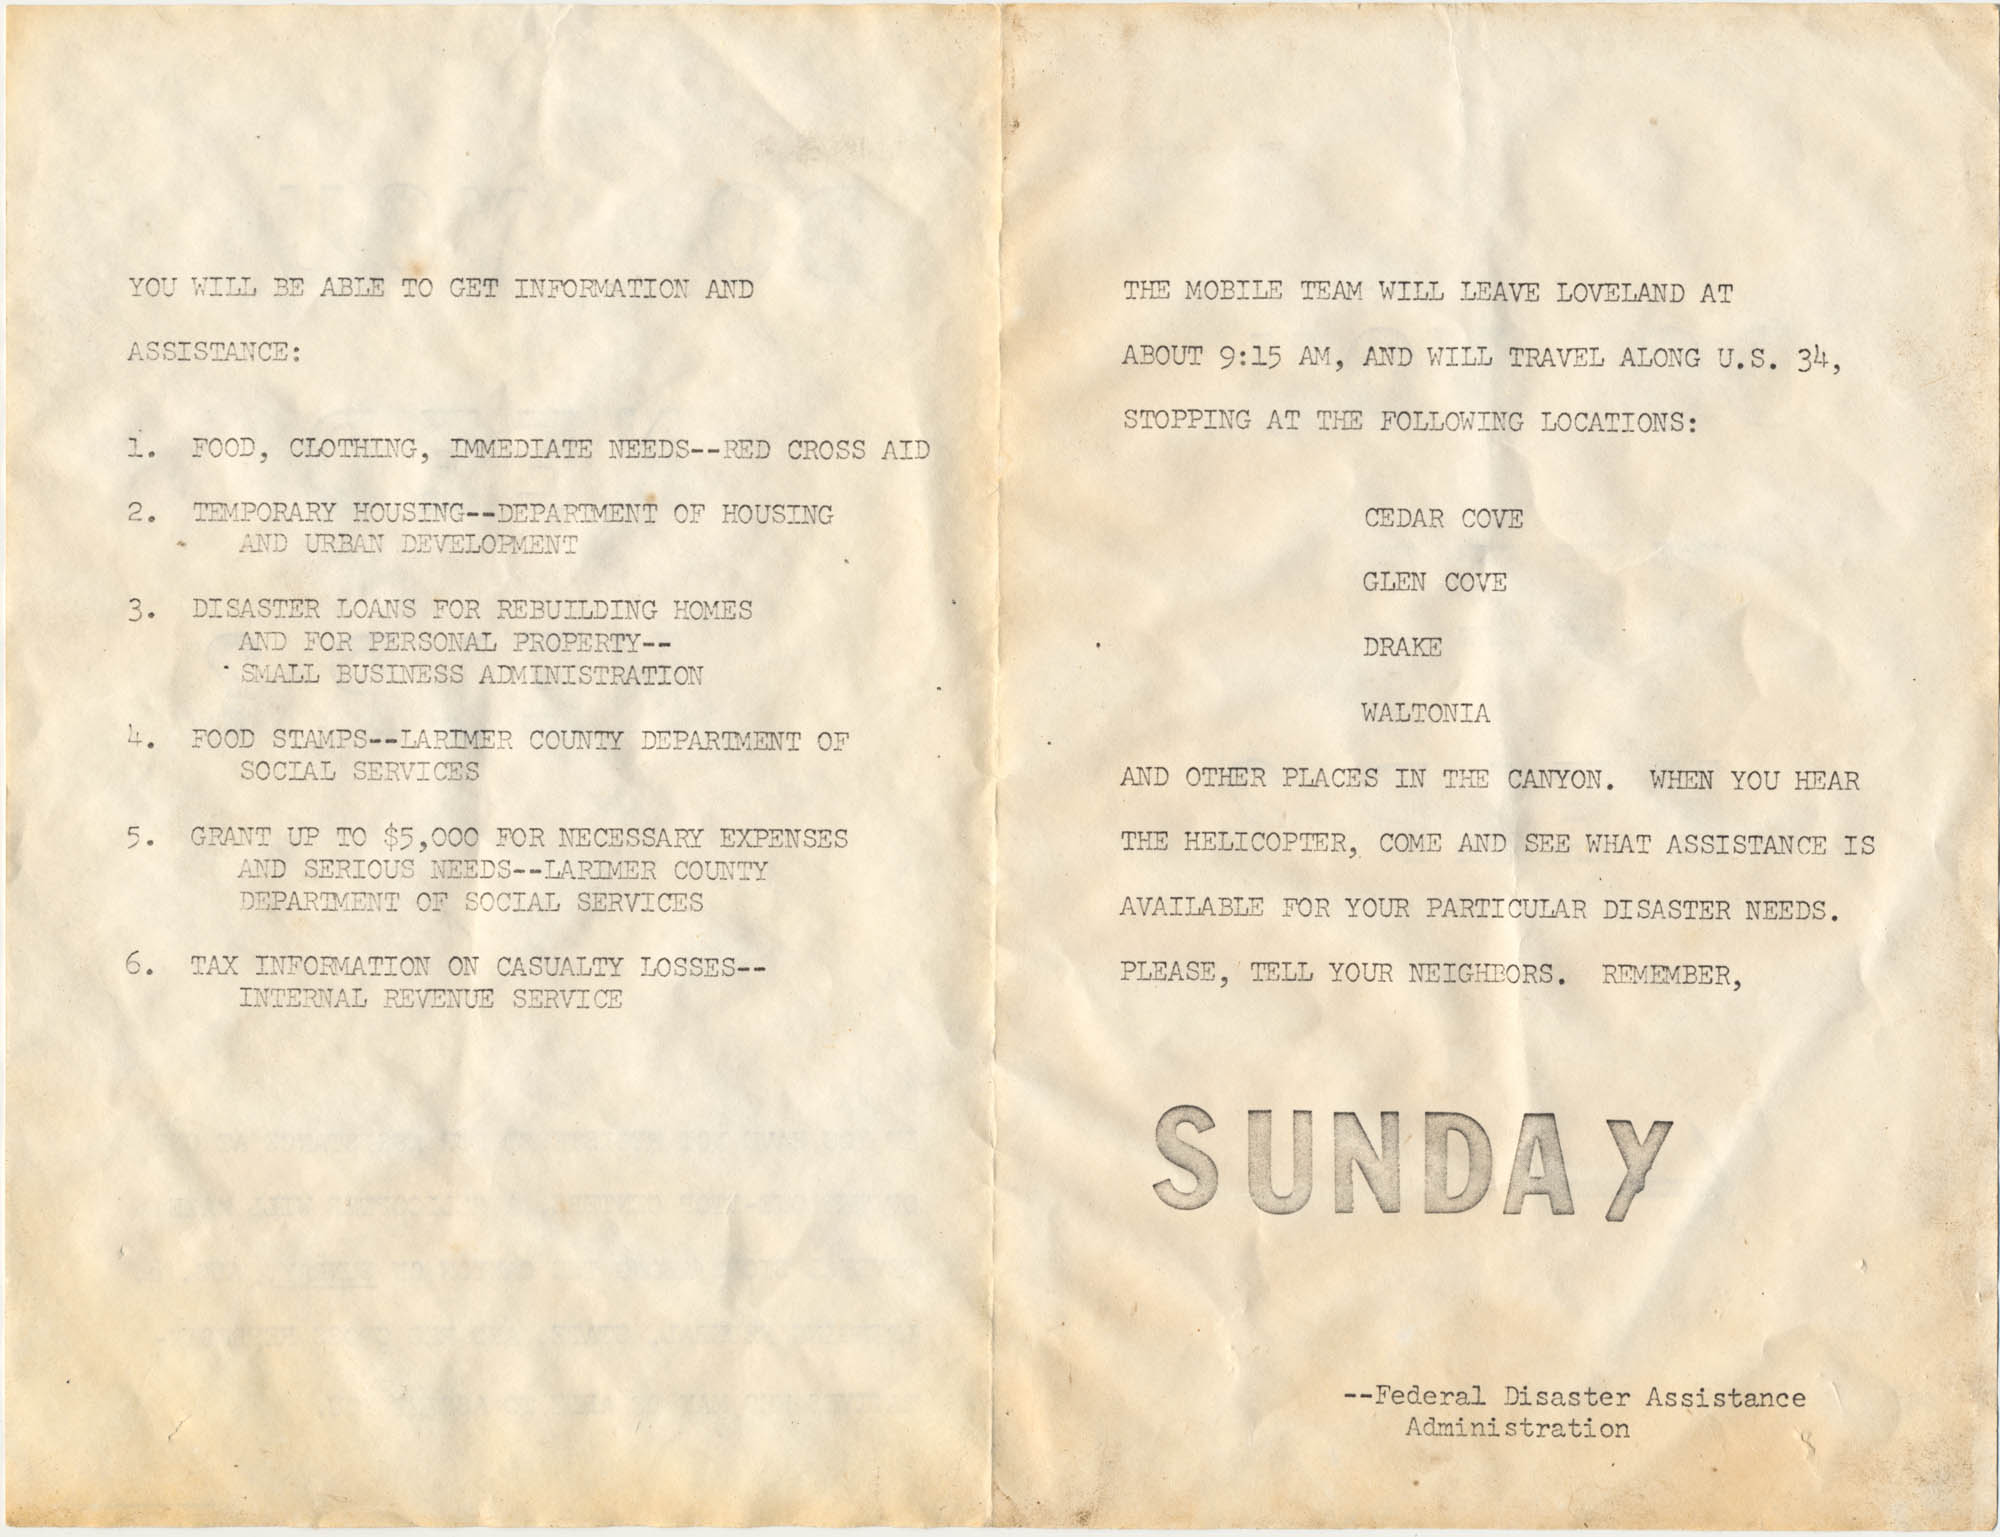 YOU WILL BE ABLE TO GET INFORMATION AND
ASSISTANCE:
1. FOOD, CLOTHING, IMMEDIATE NEEDS--RED CROSS AID
2. TEMPORARY HOUSING--DEPARTMENT OF HOUSING
AND URBAN DEVELOPMENT
3. DISASTER LOANS FOR REBUILDING HOMES
AND FOR PERSONAL PROPERTY--
SMALL BUSINESS ADMINISTRATION
4. FOOD STAMPS--LARIMER COUNTY DEPARTMENT OF
SOCIAL SERVICES
5. GRANT UP TO $5,000 FOR NECESSARY EXPENSES
AND SERIOUS NEEDS--LARIMER COUNTY
DEPARTMENT OF SOCIAL SERVICES
6. TAX INFORMATION ON CASUALTY LOSSES--
INTERNAL REVENUE SERVICE
THE MOBILE TEAM WILL LEAVE LOVELAND AT
ABOUT 9:15 AM, AND WILL TRAVEL ALONG U.S. 34,
STOPPING AT THE FOLLOWING LOCATIONS:
CEDAR COVE
GLEN COVE
DRAKE
WALTONIA
AND OTHER PLACES IN THE CANYON. WHEN YOU HEAR
THE HELICOPTER, COME AND SEE WHAT ASSISTANCE IS
AVAILABLE FOR YOUR PARTICULAR DISASTER NEEDS.
PLEASE, TELL YOUR NEIGHBORS. REMEMBER,
SUNDAY
--Federal Disaster Assistance
Administration